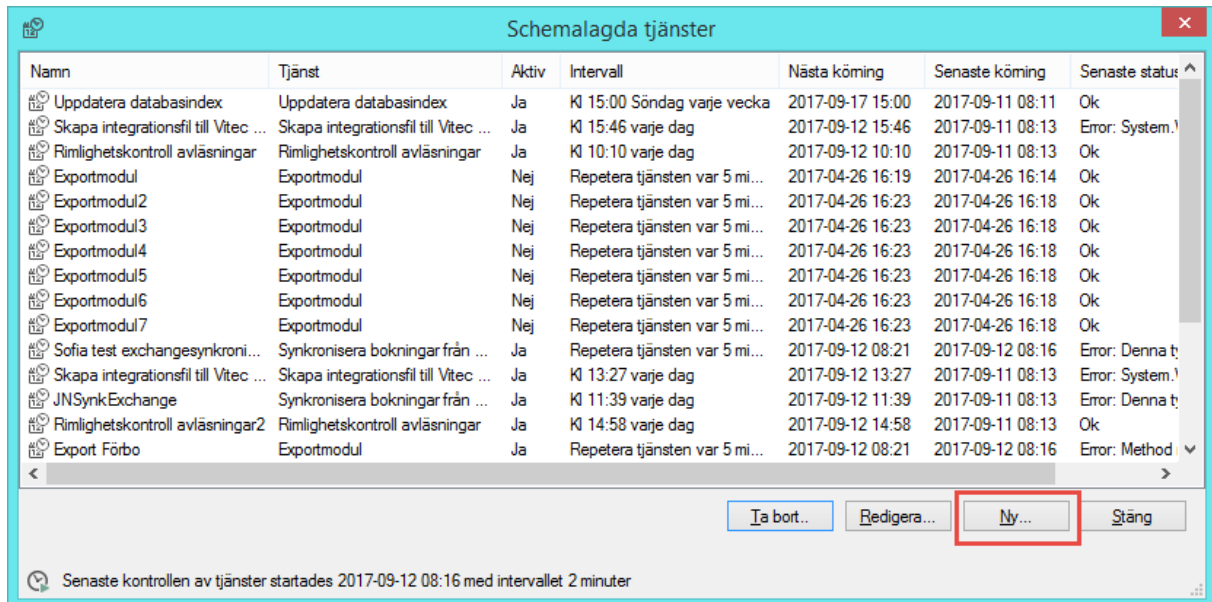 Schemalagda tjänster
Namn Tjänst Aktiv Intervall Nästa körning Senaste körning Senaste status
Uppdatera databasindex Uppdatera databasindex Ja Kl 15:00 Söndag varje vecka 2017-09-17 15:00 2017-09-11 08:11 Ok
Skapa integrationsfil till Vitec ... Skapa integrationsfil till Vitec ... Ja Kl 15:46 varje dag 2017-09-12 15:46 2017-09-11 08:13 Error: System.
Rimlighetskontroll avläsningar Rimlighetskontroll avläsningar Ja Kl 10:10 varje dag 2017-09-12 10:10 2017-09-11 08:13 Ok
Exportmodul Exportmodul Nej Repetera tjänsten var 5 mi... 2017-04-26 16:19 2017-04-26 16:14 Ok
Exportmodul2 Exportmodul Nej Repetera tjänsten var 5 mi... 2017-04-26 16:23 2017-04-26 16:18 Ok
Exportmodul3 Exportmodul Nej Repetera tjänsten var 5 mi... 2017-04-26 16:23 2017-04-26 16:18 Ok
Exportmodul4 Exportmodul Nej Repetera tjänsten var 5 mi... 2017-04-26 16:23 2017-04-26 16:18 Ok
Exportmodul5 Exportmodul Nej Repetera tjänsten var 5 mi... 2017-04-26 16:23 2017-04-26 16:18 Ok
Exportmodul6 Exportmodul Nej Repetera tjänsten var 5 mi... 2017-04-26 16:23 2017-04-26 16:18 Ok
Exportmodul7 Exportmodul Nej Repetera tjänsten var 5 mi... 2017-04-26 16:23 2017-04-26 16:18 Ok
Sofia test exchangesynkroni... Synkronisera bokningar från ... Ja Repetera tjänsten var 5 mi... 2017-09-12 08:21 2017-09-12 08:16 Error: Denna ty
Skapa integrationsfil till Vitec ... Skapa integrationsfil till Vitec ... Ja Kl 13:27 varje dag 2017-09-12 13:27 2017-09-11 08:13 Error: System.
JNSynkExchange Synkronisera bokningar från ... Ja Kl 11:39 varje dag 2017-09-12 11:39 2017-09-11 08:13 Error: Denna ty
Rimlighetskontroll avläsningar2 Rimlighetskontroll avläsningar Ja Kl 14:58 varje dag 2017-09-12 14:58 2017-09-11 08:13 Ok
Export Förbo Exportmodul Ja Repetera tjänsten var 5 mi... 2017-09-12 08:21 2017-09-12 08:16 Error: Method
Ta bort.. Redigera... Ny... Stäng
Senaste kontrollen av tjänster startades 2017-09-12 08:16 med intervallet 2 minuter